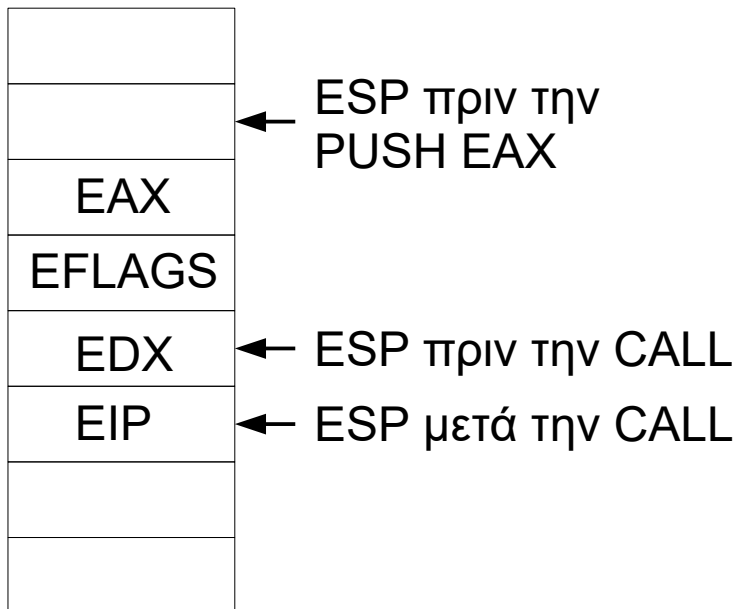 ESP πριν την
PUSH EAX
EAX
EFLAGS
EDX
ESP πριν την CALL
EIP
ESP μετά την CALL